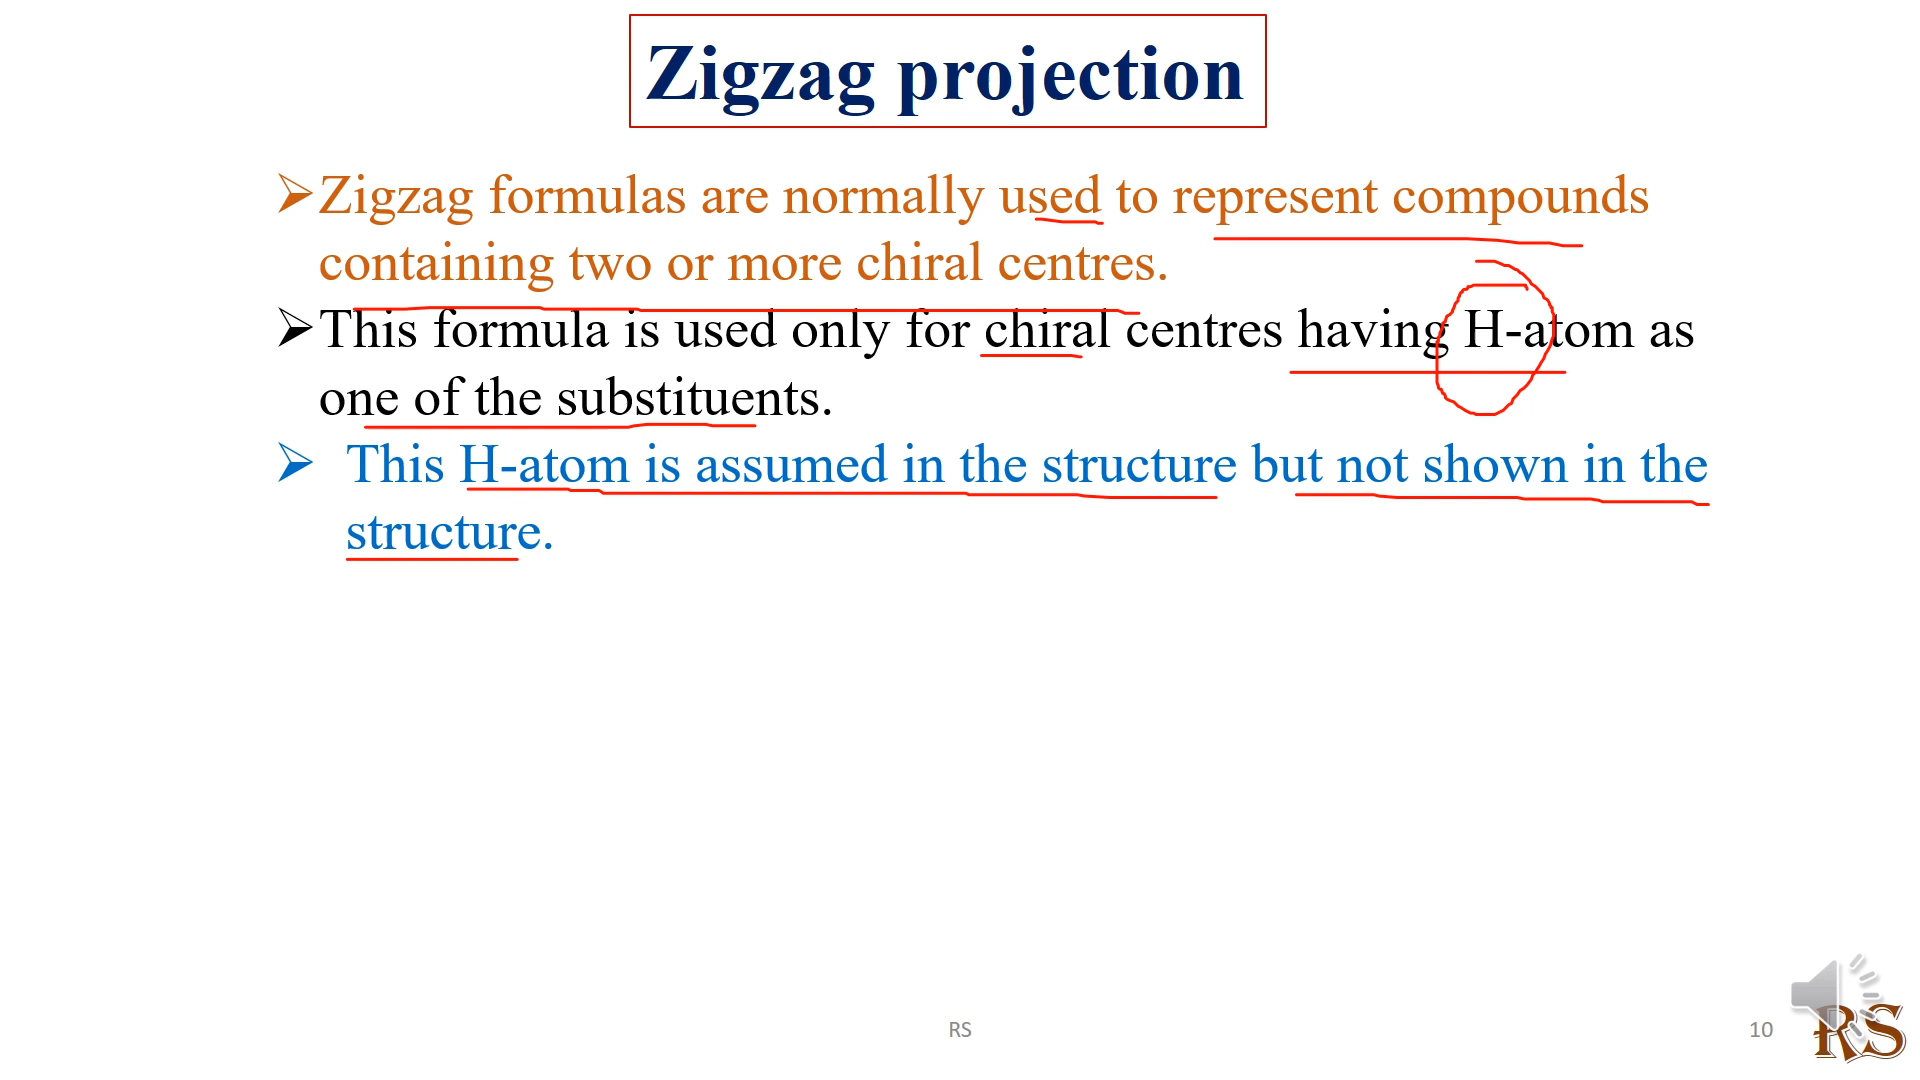 Zigzag projection
➢Zigzag formulas are normally used to represent compounds
containing two or more chiral centres.
➢This formula is used only for chiral centres having H-atom as
one of the substituents.
➢ This H-atom is assumed in the structure but not shown in the
structure.
RS
10
RS